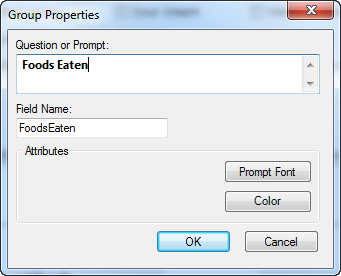 Group Properties
Question or Prompt:
Foods Eaten
Field Name:
FoodsEaten
Attributes
Prompt Font
Color
OK
Cancel